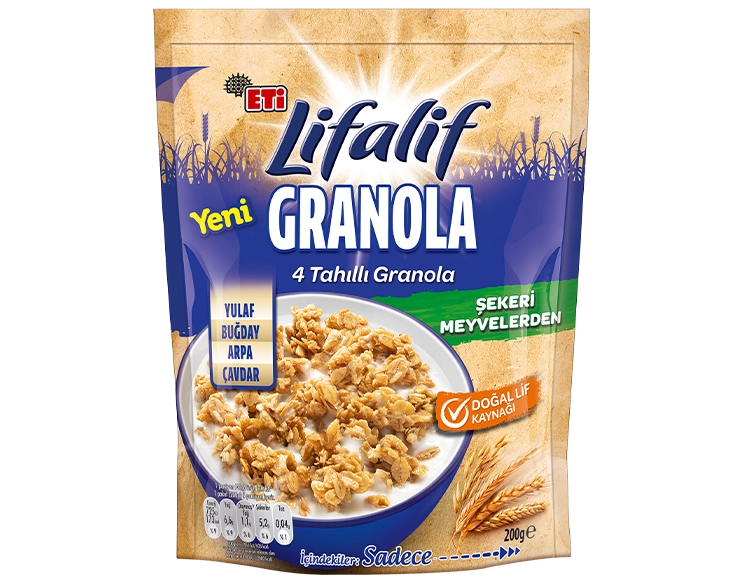 ETİ
Lifalif
Yeni
GRANOLA
4 Tahıllı Granola
YULAF
BUĞDAY
ARPA
ÇAVDAR
ŞEKERİ
MEYVELERDEN
DOĞAL LİF
KAYNAĞI
200g e
İçindekiler: Sadece